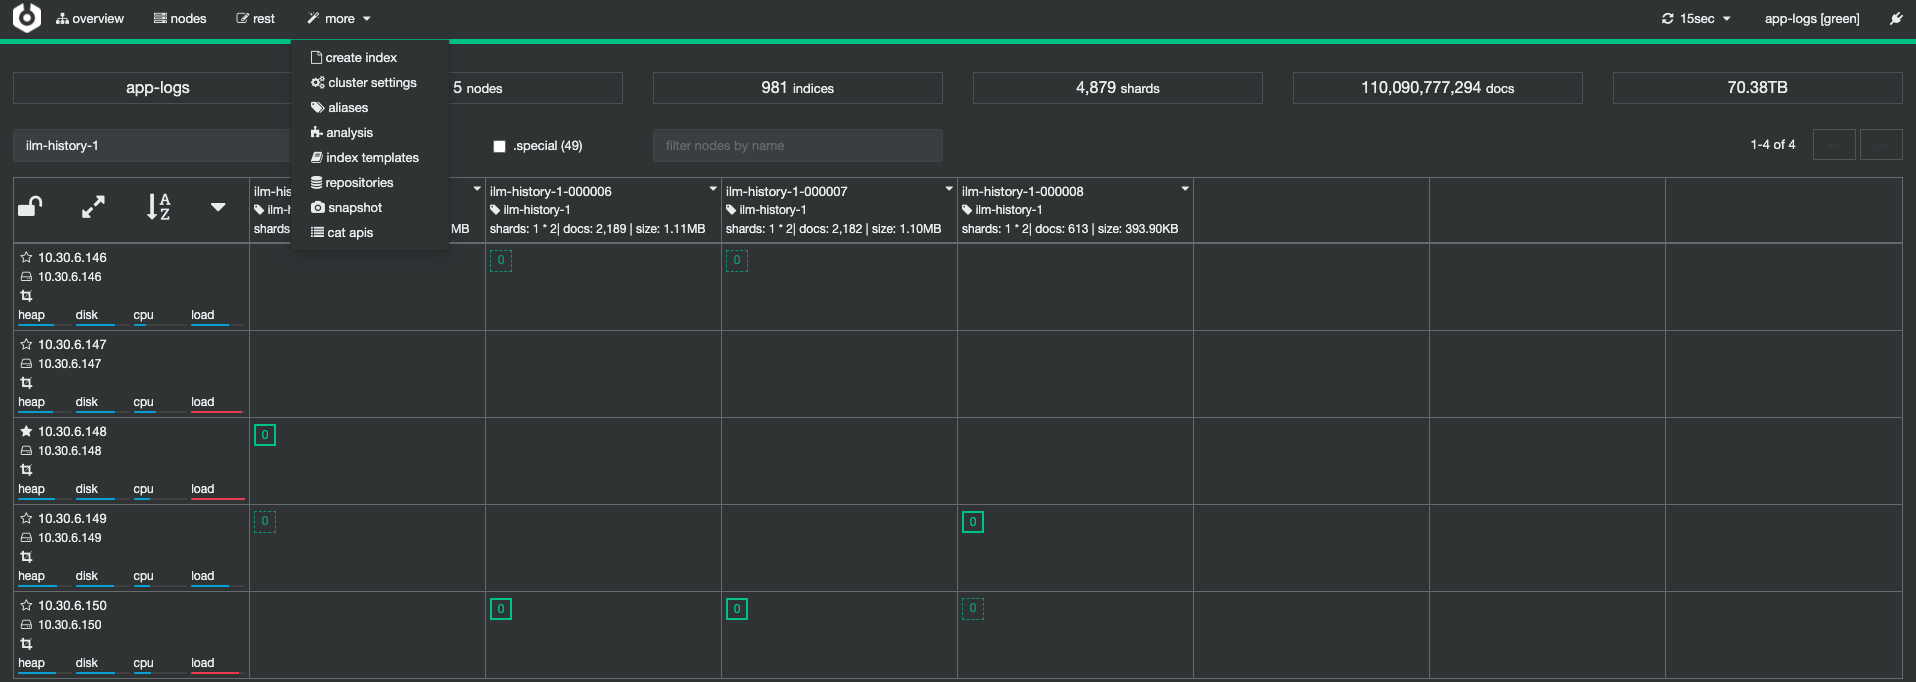 overview nodes rest more 15sec app-logs [green]
create index
cluster settings
aliases
analysis
index templates
repositories
snapshot
cat apis
app-logs 5 nodes 981 indices 4,879 shards 110,090,777,294 docs 70.38TB
ilm-history-1 .special (49) filter nodes by name 1-4 of 4
ilm-his ilm-history-1-000006 ilm-history-1-000007 ilm-history-1-000008
ilm-h ilm-history-1 ilm-history-1 ilm-history-1
shards: MB shards: 1 * 2| docs: 2,189 | size: 1.11MB shards: 1 * 2| docs: 2,182 | size: 1.10MB shards: 1 * 2| docs: 613 | size: 393.90KB
10.30.6.146 0 0
10.30.6.146
heap disk cpu load
10.30.6.147
10.30.6.147
heap disk cpu load
10.30.6.148 0
10.30.6.148
heap disk cpu load
10.30.6.149 0 0
10.30.6.149
heap disk cpu load
10.30.6.150 0 0 0
10.30.6.150
heap disk cpu load